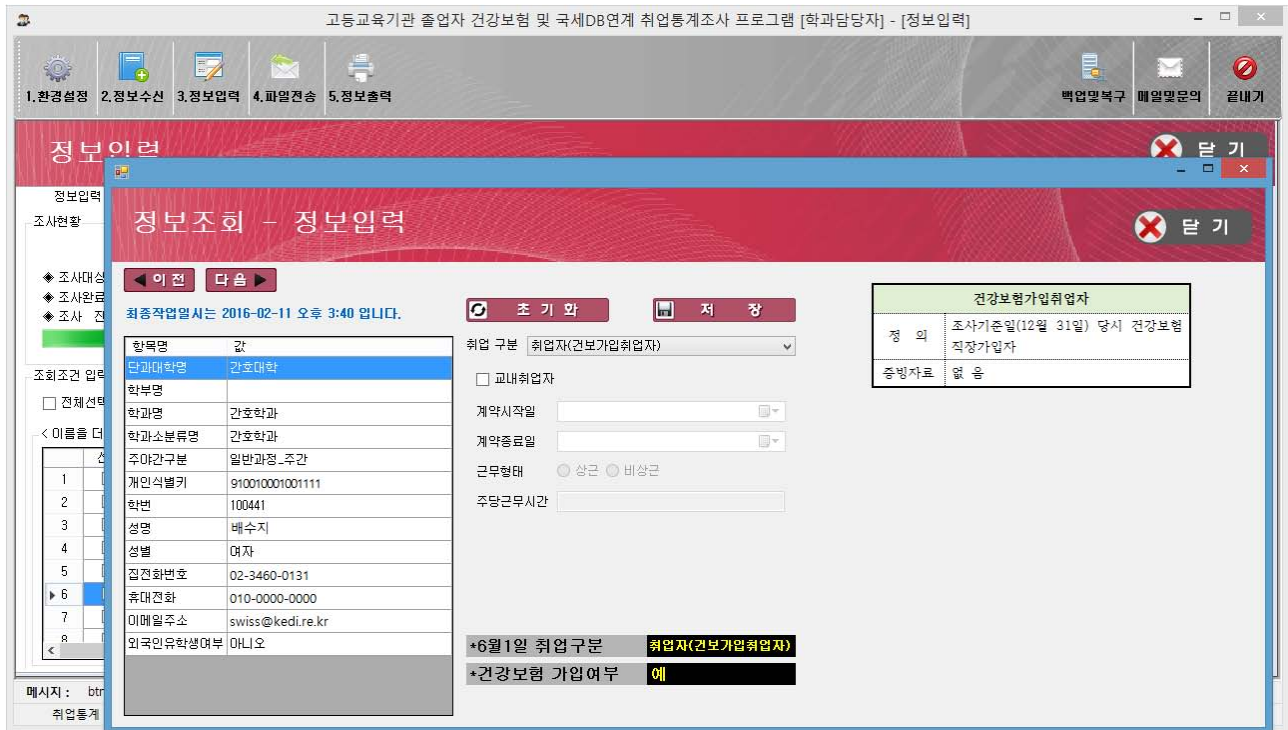 고등교육기관 졸업자 건강보험 및 국세DB연계 취업통계조사 프로그램 [학과담당자] - [정보입력]
1.환경설정 2.정보수신 3.정보입력 4.파일전송 5.정보출력 백업및복구 메일및문의 끝내기
정보입력 닫 기
정보입력
조사현황
◆ 조사대상
◆ 조사완료
◆ 조사 진
조회조건 입력
전체선택
< 이름을 더
1
2
3
4
5
6
7
8
메시지 : btn
취업통계
정보조회 - 정보입력 닫 기
◀ 이 전 다 음 ▶
최종작업일시는 2016-02-11 오후 3:40 입니다.
항목명 값
단과대학명 간호대학
학부명
학과명 간호학과
학과소분류명 간호학과
주야간구분 일반과정_주간
개인식별키 910010001001111
학번 100441
성명 배수지
성별 여자
집전화번호 02-3460-0131
휴대전화 010-0000-0000
이메일주소 swiss@kedi.re.kr
외국인유학생여부 아니오
초 기 화 저 장
취업 구분 취업자(건보가입취업자)
교내취업자
계약시작일
계약종료일
근무형태 상근 비상근
주당근무시간
*6월1일 취업구분 취업자(건보가입취업자)
*건강보험 가입여부 예
건강보험가입취업자
정 의 조사기준일(12월 31일) 당시 건강보험
직장가입자
증빙자료 없 음